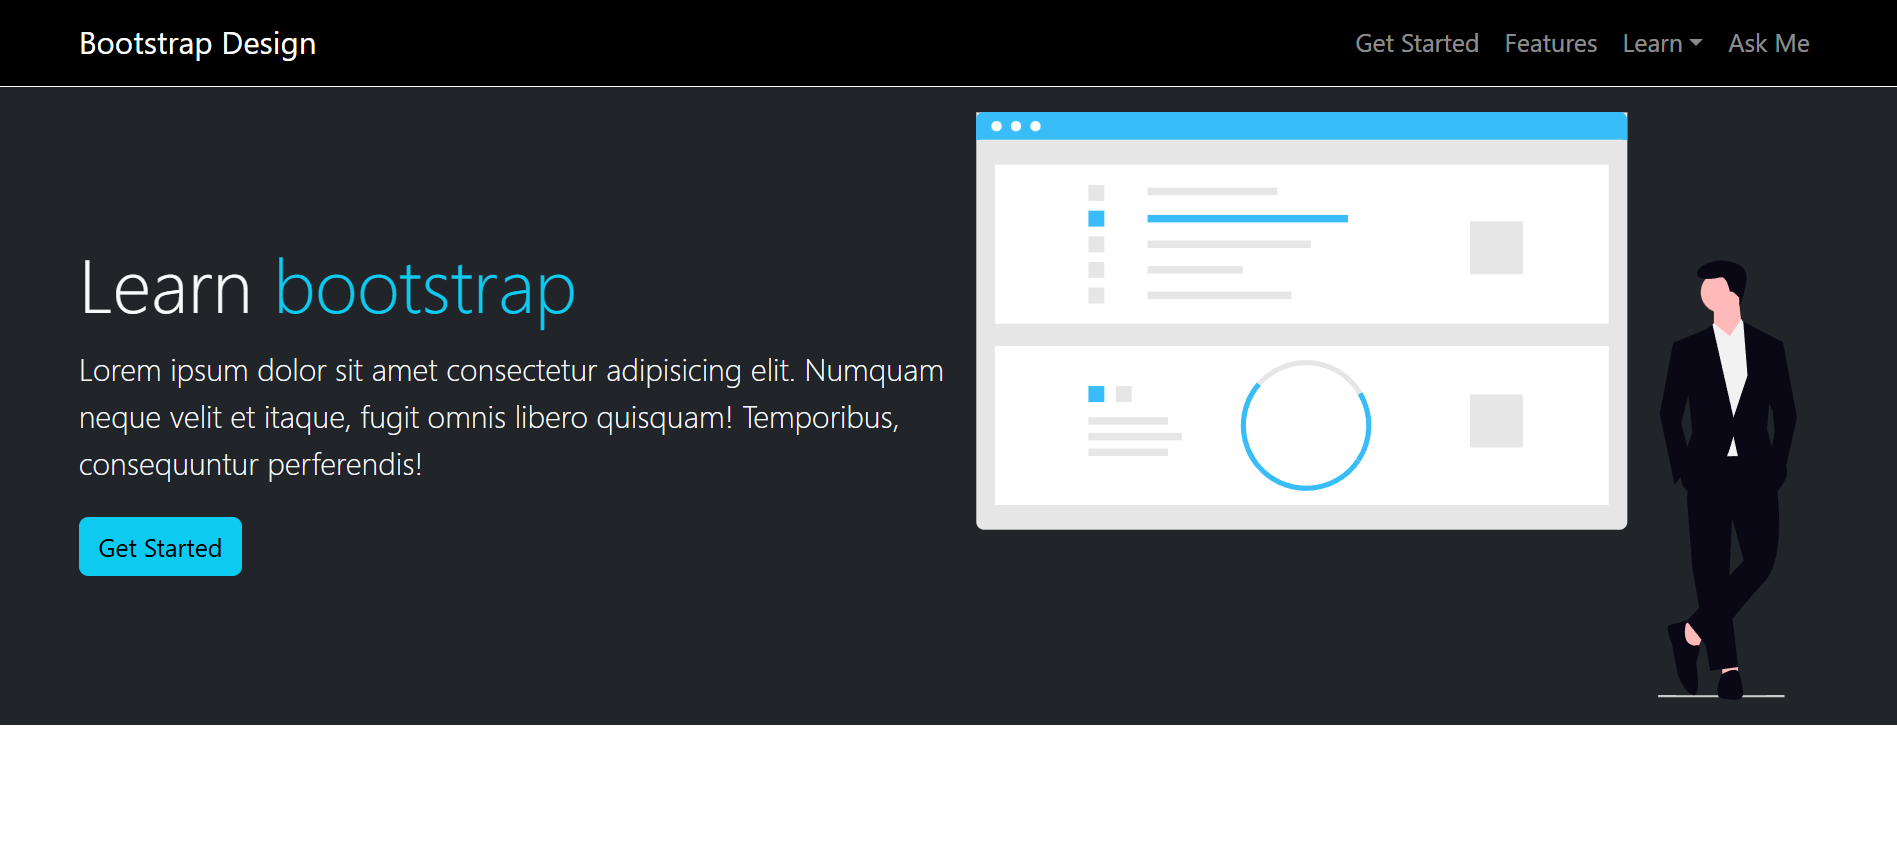 Bootstrap Design
Get Started Features Learn Ask Me
Learn bootstrap
Lorem ipsum dolor sit amet consectetur adipisicing elit. Numquam
neque velit et itaque, fugit omnis libero quisquam! Temporibus,
consequuntur perferendis!
Get Started